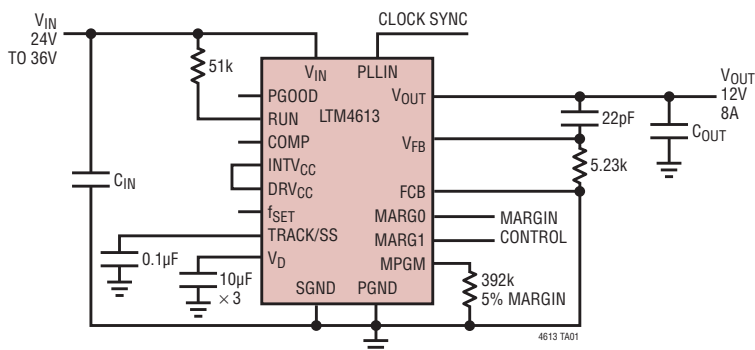 V_IN
24V
TO 36V
CLOCK SYNC
51k
V_IN
PLLIN
PGOOD
V_OUT
RUN
LTM4613
COMP
V_FB
INTV_CC
DRV_CC
FCB
f_SET
MARG0
TRACK/SS
MARG1
V_D
MPGM
SGND
PGND
V_OUT
12V
8A
22pF
C_OUT
5.23k
C_IN
MARGIN
CONTROL
0.1µF
10µF
× 3
392k
5% MARGIN
4613 TA01